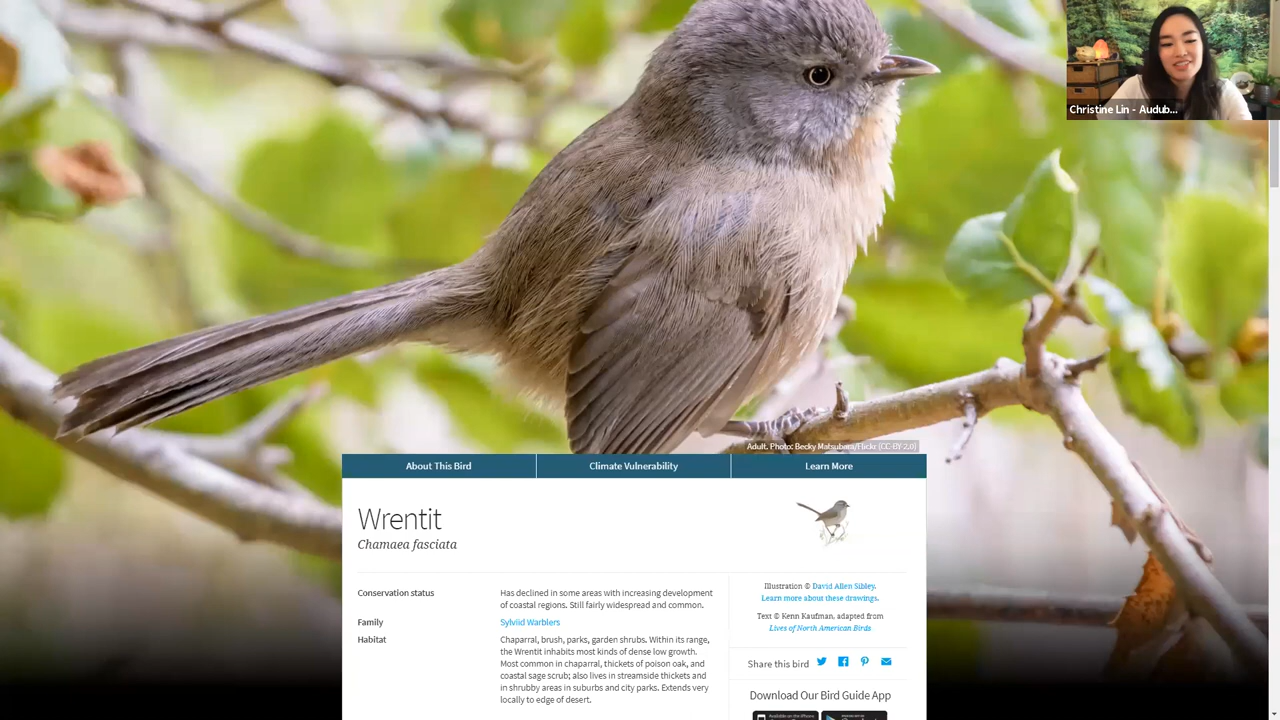 Christine Lin - Audub...
Adult. Photo: Becky Matsubara/Flickr (CC BY 2.0)
About This Bird
Climate Vulnerability
Learn More
Wrentit
Chamaea fasciata
Conservation status
Has declined in some areas with increasing development
of coastal regions. Still fairly widespread and common.
Family
Sylviid Warblers
Habitat
Chaparral, brush, parks, garden shrubs. Within its range,
the Wrentit inhabits most kinds of dense low growth.
Most common in chaparral, thickets of poison oak, and
coastal sage scrub; also lives in streamside thickets and
in shrubby areas in suburbs and city parks. Extends very
locally to edge of desert.
Illustration © David Allen Sibley.
Learn more about these drawings.
Text © Kenn Kaufman, adapted from
Lives of North American Birds
Share this bird
Download Our Bird Guide App